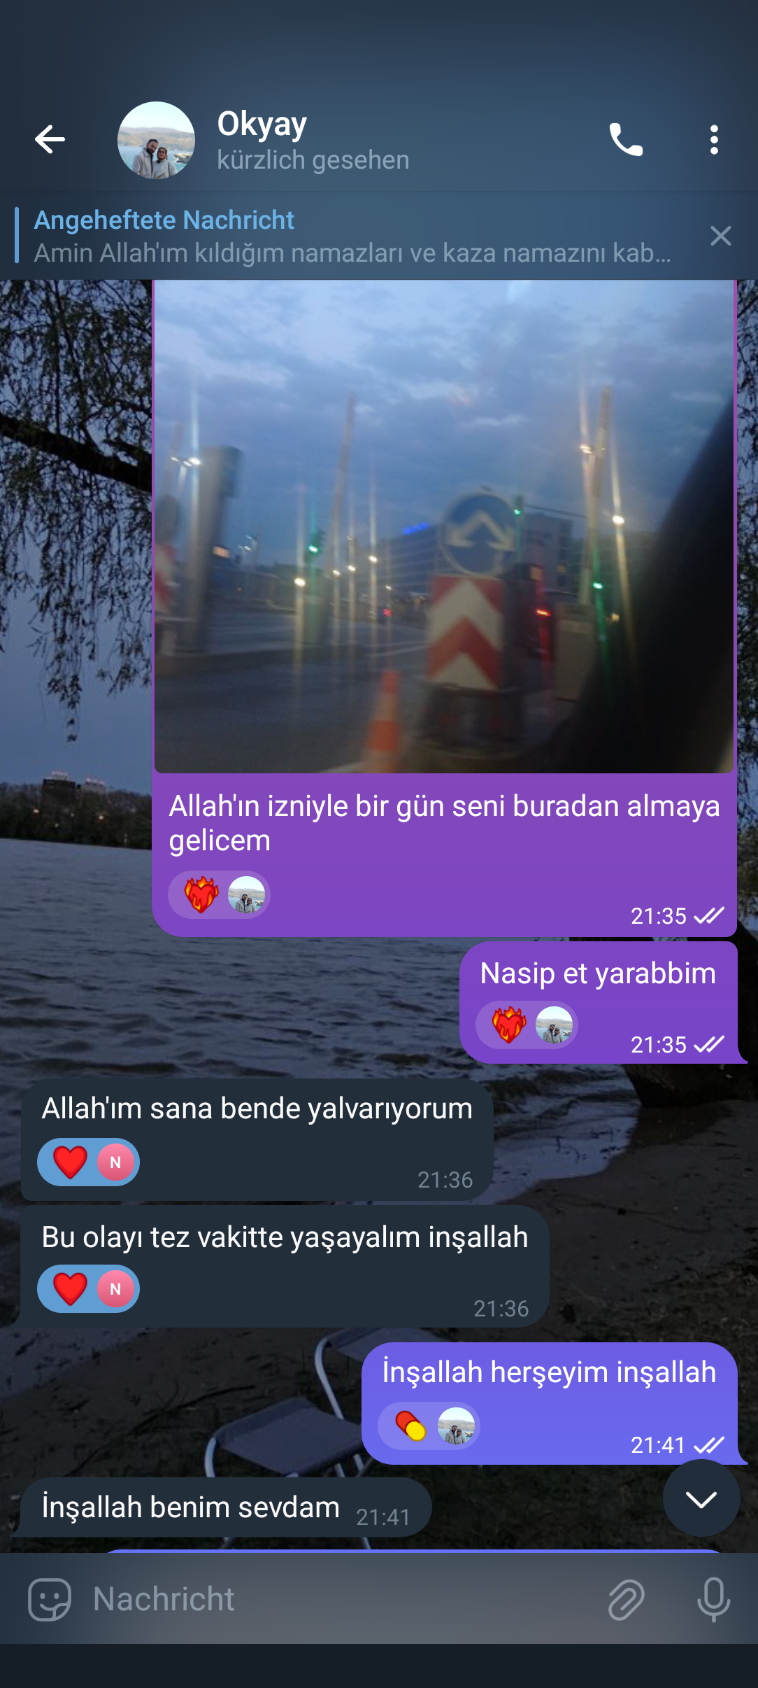 Okyay
kürzlich gesehen
Angeheftete Nachricht
Amin Allah'ım kıldığım namazları ve kaza namazını kab...
Allah'ın izniyle bir gün seni buradan almaya
gelicem
21:35
Nasip et yarabbim
21:35
Allah'ım sana bende yalvarıyorum
N
21:36
Bu olayı tez vakitte yaşayalım inşallah
N
21:36
İnşallah herşeyim inşallah
21:41
İnşallah benim sevdam 21:41
Nachricht